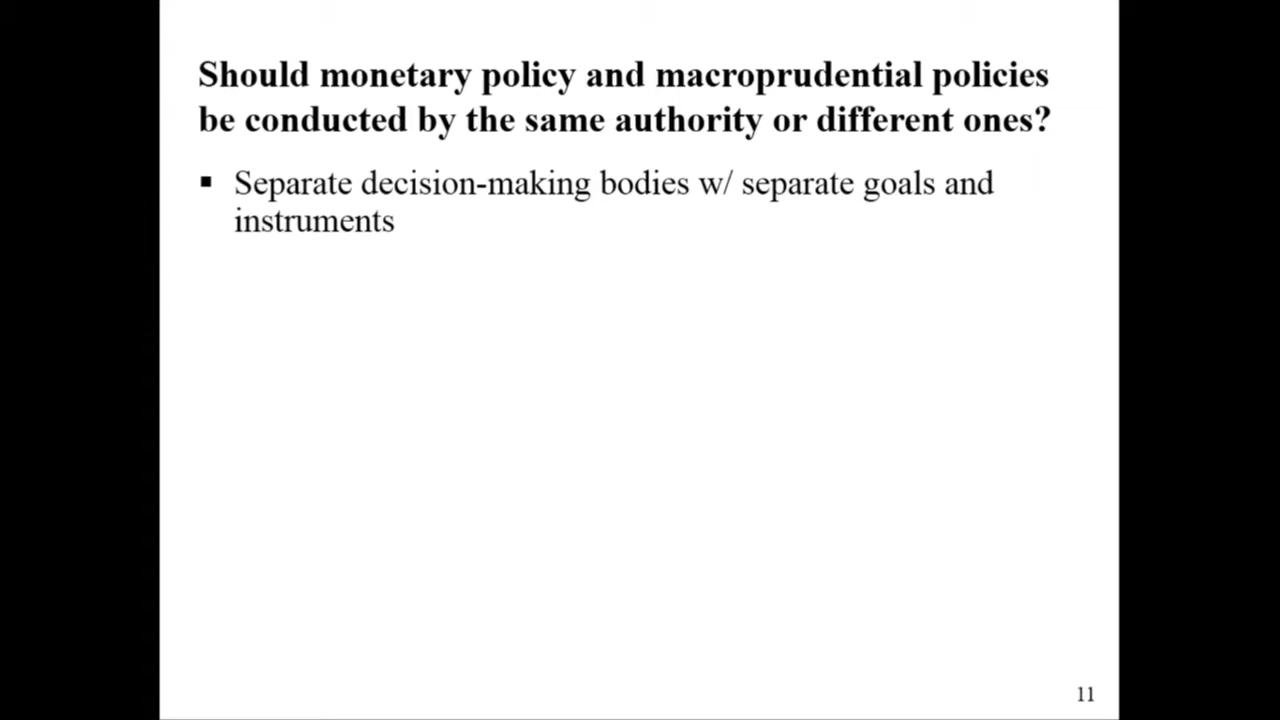 Should monetary policy and macroprudential policies
be conducted by the same authority or different ones?
▪ Separate decision-making bodies w/ separate goals and
instruments
11